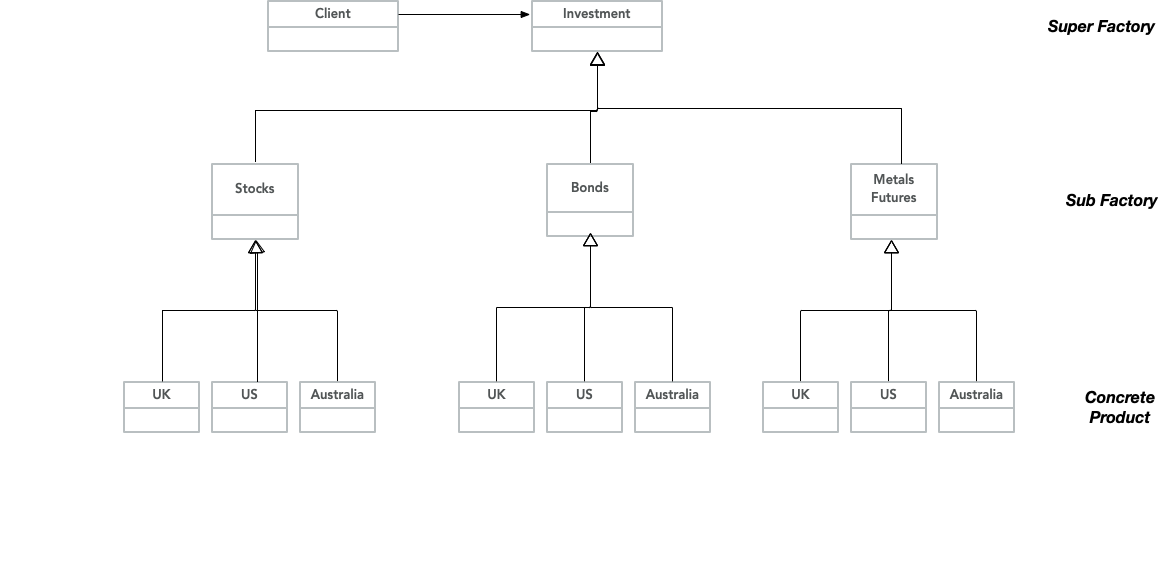 Client
Investment
Super Factory
Stocks
Bonds
Metals
Futures
Sub Factory
UK
US
Australia
UK
US
Australia
UK
US
Australia
Concrete
Product